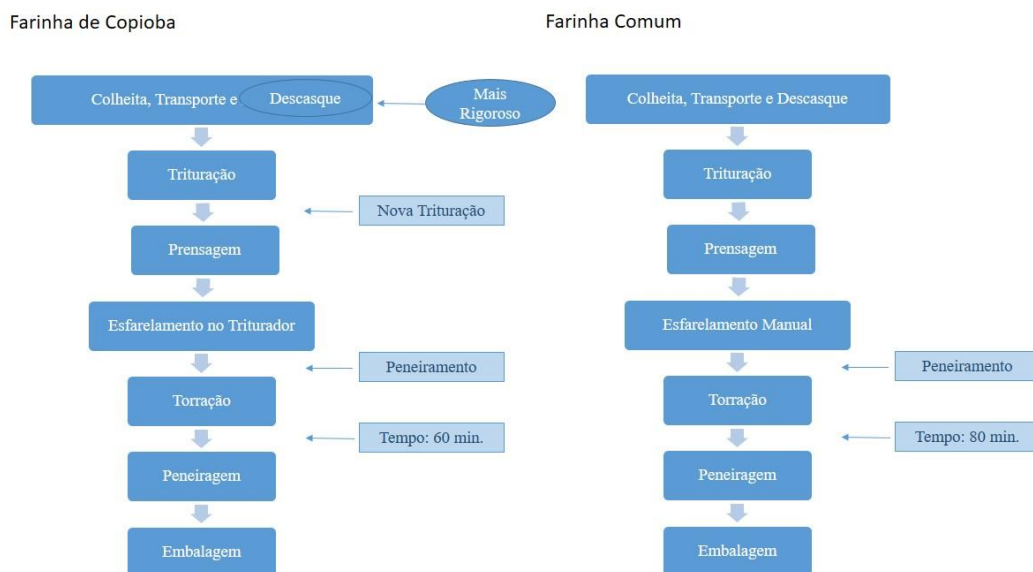 Farinha de Copioba
Colheita, Transporte e Descasque
Mais
Rigoroso
Trituração
Nova Trituração
Prensagem
Esfarelamento no Triturador
Peneiramento
Torração
Tempo: 60 min.
Peneiragem
Embalagem
Farinha Comum
Colheita, Transporte e Descasque
Trituração
Prensagem
Esfarelamento Manual
Peneiramento
Torração
Tempo: 80 min.
Peneiragem
Embalagem